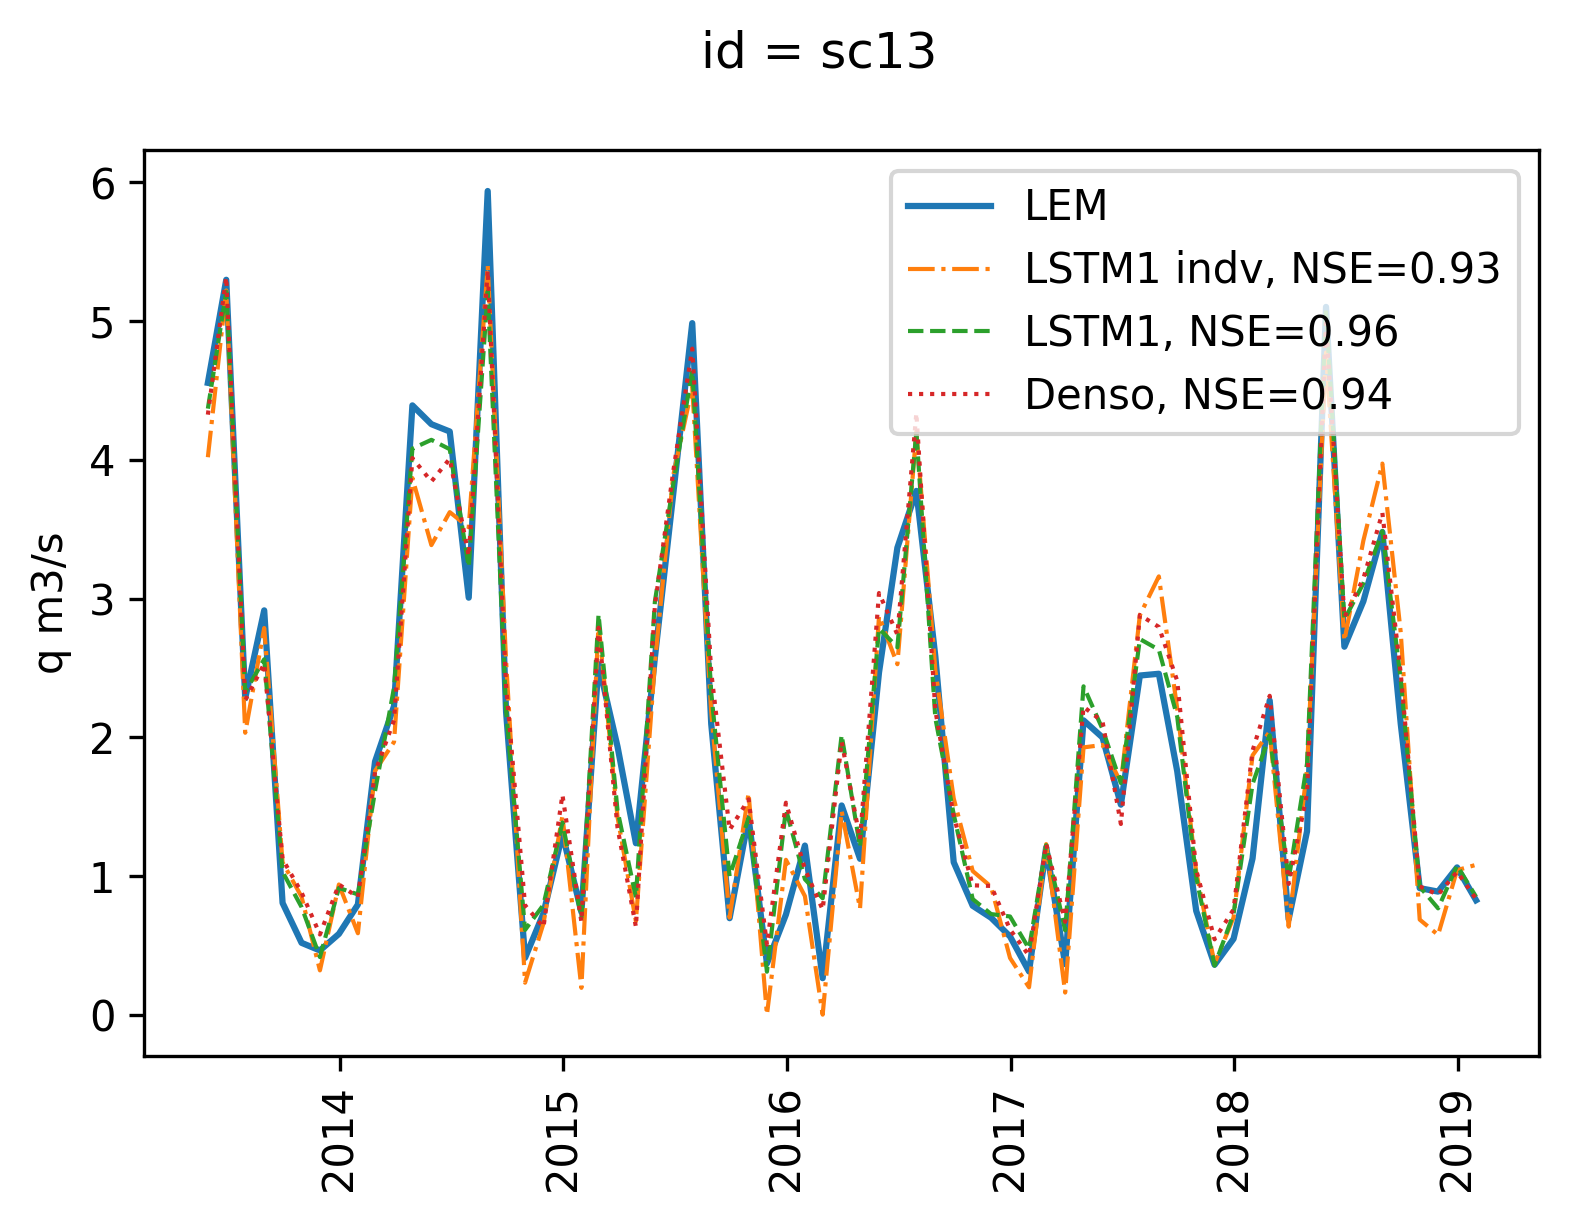 id = sc13
6
5
4
3
2
1
0
q m3/s
LEM
LSTM1 indv, NSE=0.93
LSTM1, NSE=0.96
Denso, NSE=0.94
2014
2015
2016
2017
2018
2019